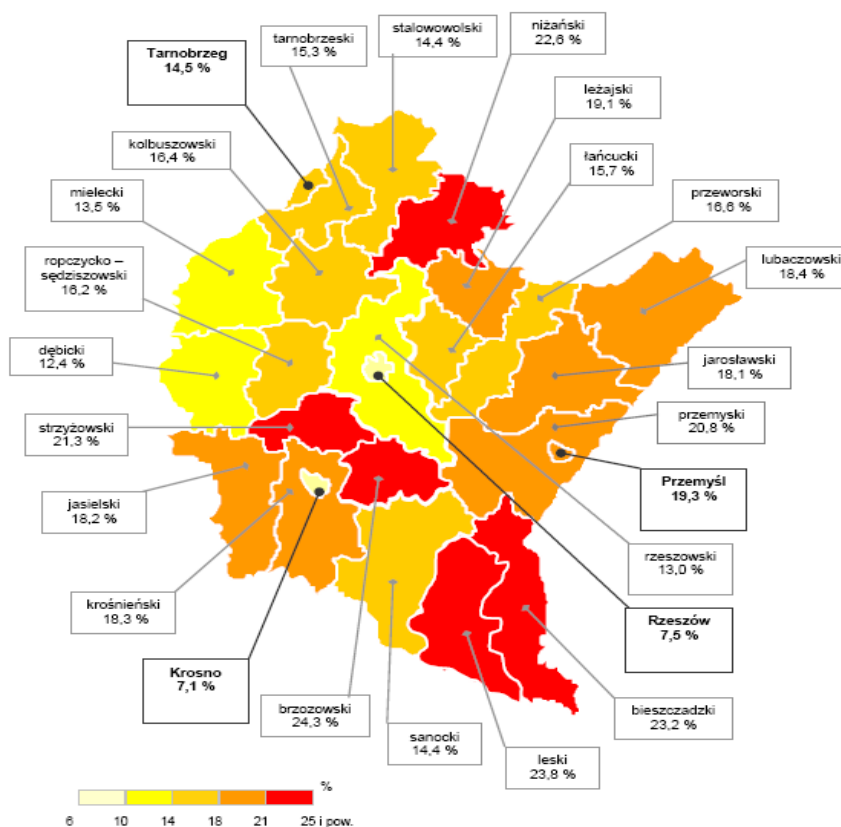 stalowowolski
14,4 %
niżański
22,6 %
tarnobrzeski
15,3 %
Tarnobrzeg
14,5 %
leżajski
19,1 %
kolbuszowski
16,4 %
łańcucki
15,7 %
mielecki
13,5 %
przeworski
16,6 %
ropczycko –
sędziszowski
16,2 %
lubaczowski
18,4 %
dębicki
12,4 %
jarosławski
18,1 %
strzyżowski
21,3 %
przemyski
20,8 %
Przemyśl
19,3 %
jasielski
18,2 %
rzeszowski
13,0 %
krośnieński
18,3 %
Rzeszów
7,5 %
Krosno
7,1 %
brzozowski
24,3 %
bieszczadzki
23,2 %
sanocki
14,4 %
leski
23,8 %
%
6 10 14 18 21 25 i pow.